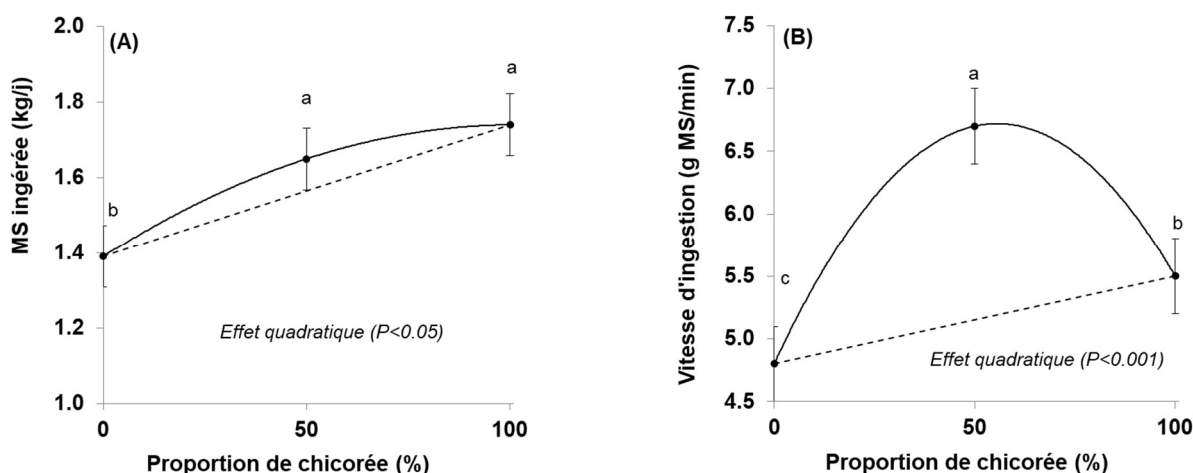 (A)
MS ingérée (kg/j)
2.0
1.8
1.6
1.4
1.2
1.0
b
a
a
Effet quadratique (P<0.05)
0
50
100
Proportion de chicorée (%)
(B)
Vitesse d'ingestion (g MS/min)
7.5
7.0
6.5
6.0
5.5
5.0
4.5
c
a
b
Effet quadratique (P<0.001)
0
50
100
Proportion de chicorée (%)